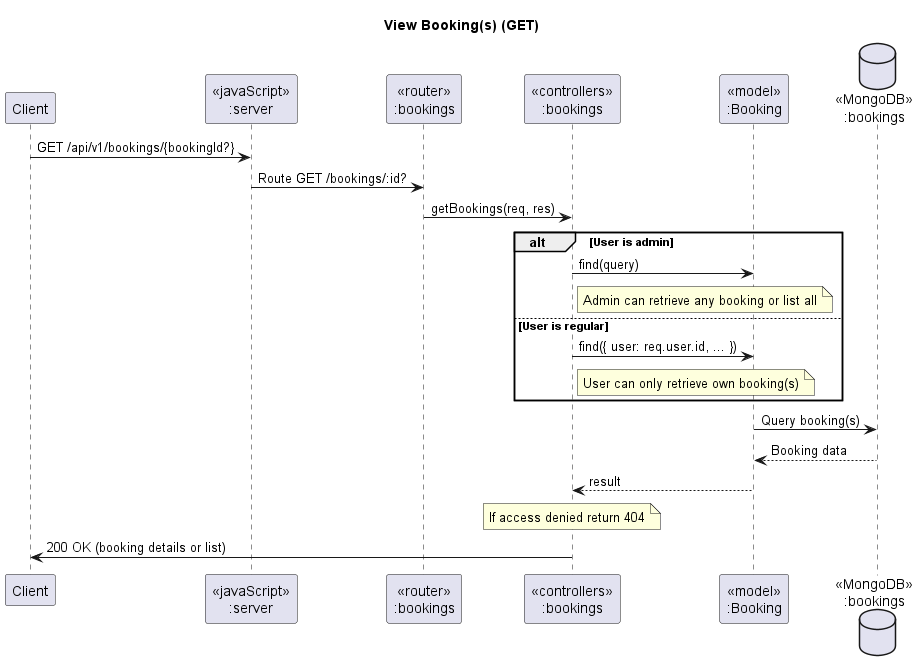 View Booking(s) (GET)
Client
«javaScript»
:server
«router»
:bookings
«controllers»
:bookings
«model»
:Booking
«MongoDB»
:bookings
GET /api/v1/bookings/{bookingId?}
Route GET /bookings/:id?
getBookings(req, res)
alt
[User is admin]
find(query)
Admin can retrieve any booking or list all
[User is regular]
find({ user: req.user.id, ... })
User can only retrieve own booking(s)
Query booking(s)
Booking data
result
If access denied return 404
200 OK (booking details or list)
Client
«javaScript»
:server
«router»
:bookings
«controllers»
:bookings
«model»
:Booking
«MongoDB»
:bookings